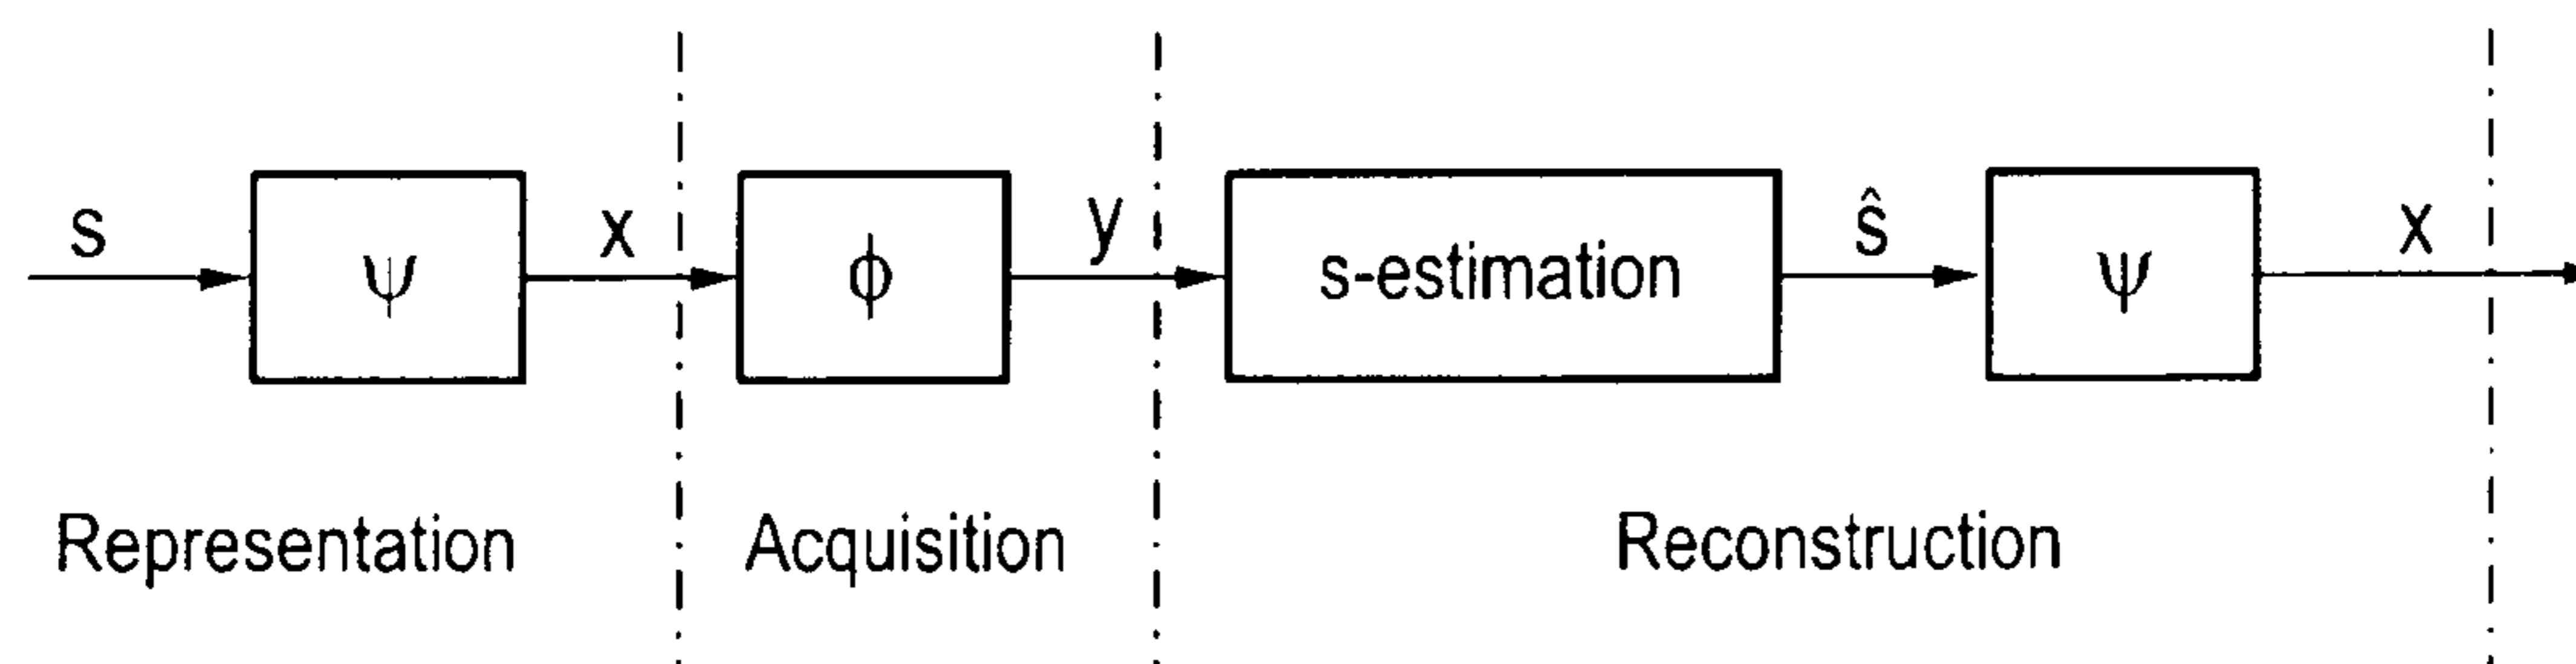 s ψ x ϕ y s-estimation ŝ ψ x
Representation Acquisition Reconstruction